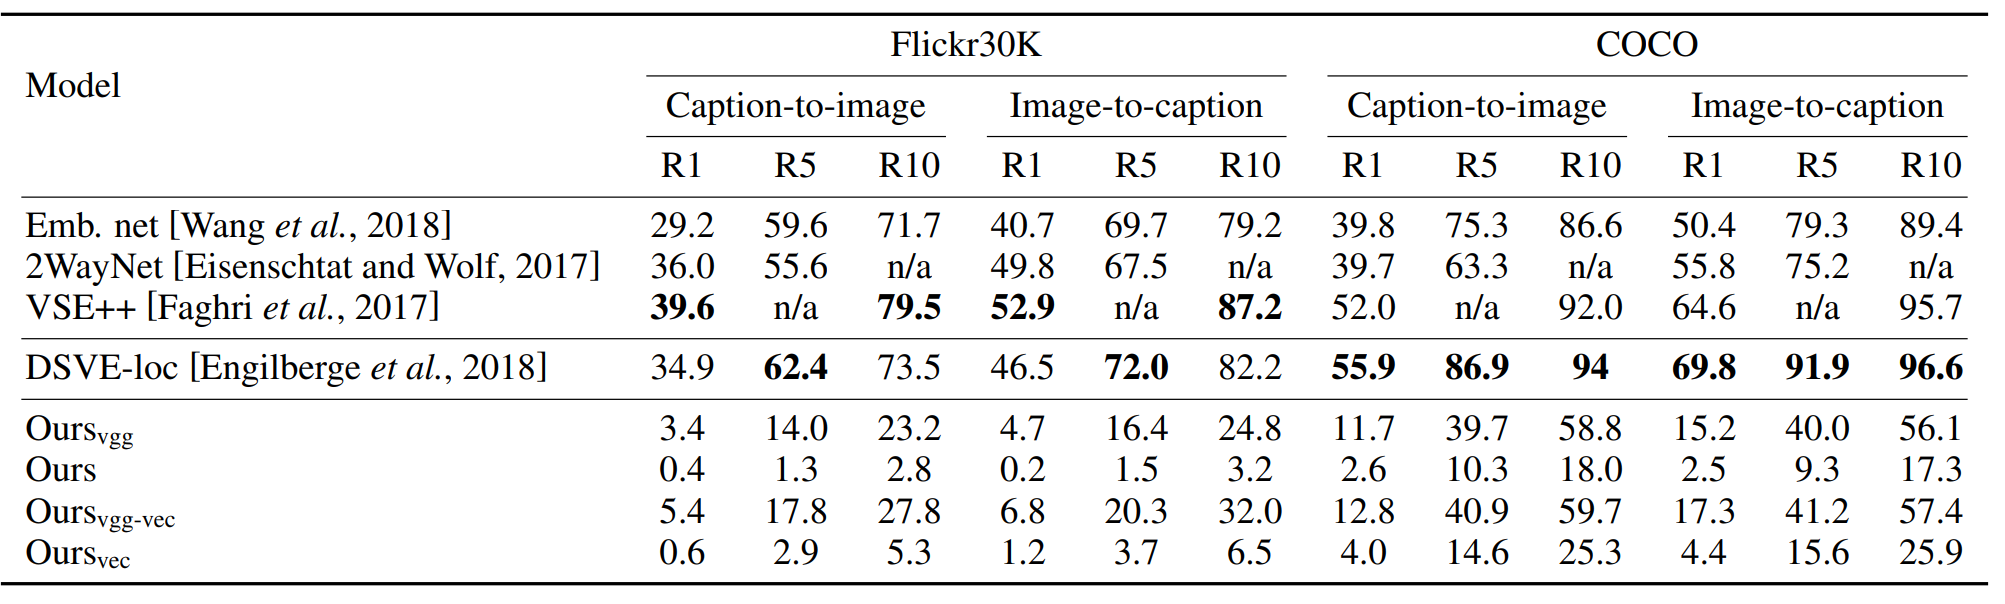 Flickr30K COCO
Model
Caption-to-image Image-to-caption Caption-to-image Image-to-caption
R1 R5 R10 R1 R5 R10 R1 R5 R10 R1 R5 R10
Emb. net [Wang et al., 2018] 29.2 59.6 71.7 40.7 69.7 79.2 39.8 75.3 86.6 50.4 79.3 89.4
2WayNet [Eisenschtat and Wolf, 2017] 36.0 55.6 n/a 49.8 67.5 n/a 39.7 63.3 n/a 55.8 75.2 n/a
VSE++ [Faghri et al., 2017] 39.6 n/a 79.5 52.9 n/a 87.2 52.0 n/a 92.0 64.6 n/a 95.7
DSVE-loc [Engilberge et al., 2018] 34.9 62.4 73.5 46.5 72.0 82.2 55.9 86.9 94 69.8 91.9 96.6
Oursvgg 3.4 14.0 23.2 4.7 16.4 24.8 11.7 39.7 58.8 15.2 40.0 56.1
Ours 0.4 1.3 2.8 0.2 1.5 3.2 2.6 10.3 18.0 2.5 9.3 17.3
Oursvgg-vec 5.4 17.8 27.8 6.8 20.3 32.0 12.8 40.9 59.7 17.3 41.2 57.4
Oursvec 0.6 2.9 5.3 1.2 3.7 6.5 4.0 14.6 25.3 4.4 15.6 25.9